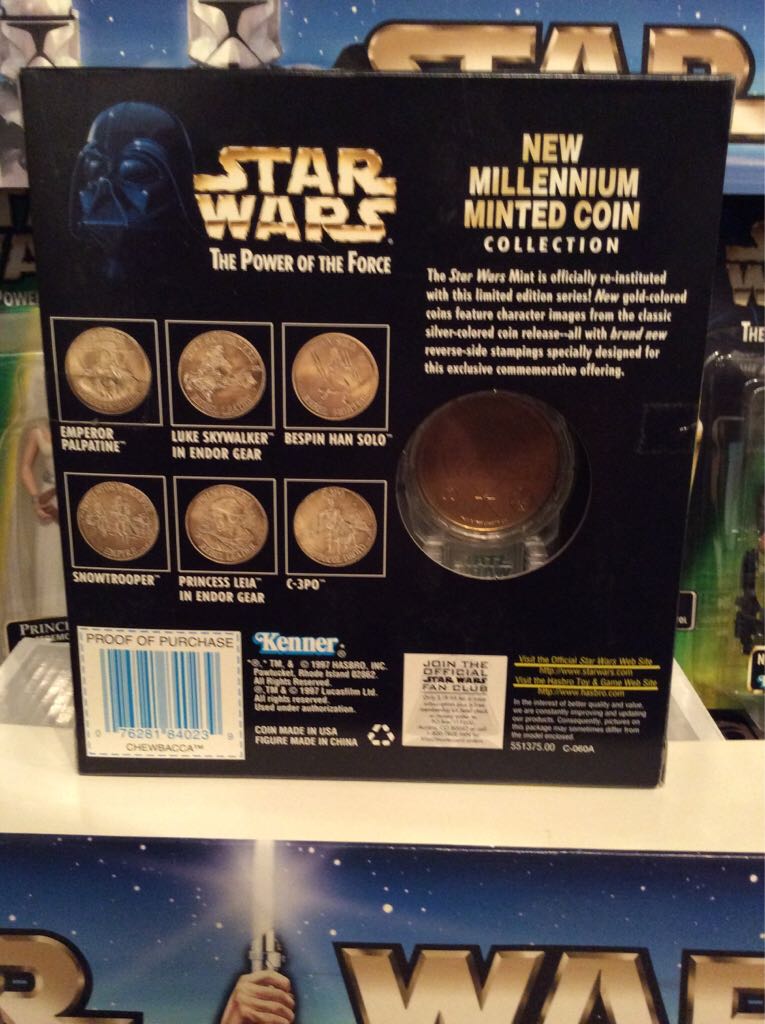 STAR
STAR
WARS
THE POWER OF THE FORCE
NEW
MILLENNIUM
MINTED COIN
COLLECTION
The Star Wars Mint is officially re-instituted
with this limited edition series! New gold-colored
coins feature character images from the classic
silver-colored coin release--all with brand new
reverse-side stampings specially designed for
this exclusive commemorative offering.
EMPEROR
PALPATINE™
LUKE SKYWALKER™
IN ENDOR GEAR
BESPIN HAN SOLO™
SNOWTROOPER™
PRINCESS LEIA™
IN ENDOR GEAR
C-3PO™
EMPIRE
PROOF OF PURCHASE
0 76281 84023 9
CHEWBACCA™
Kenner®
*®,* TM, & © 1997 HASBRO, INC.
Pawtucket, Rhode Island 02862.
All Rights Reserved.
®, TM & © 1997 Lucasfilm Ltd.
All rights reserved.
Used under authorization.
COIN MADE IN USA
FIGURE MADE IN CHINA
JOIN THE
OFFICIAL
STAR WARS
FAN CLUB
Visit the Official Star Wars Web Site
http://www.starwars.com
Visit the Hasbro Toy & Game Web Site
http://www.hasbro.com
In the interest of better quality and value,
we are constantly improving and updating
our products. Consequently, pictures on
this package may sometimes differ from
the model enclosed.
551375.00 C-060A
PRINC
THE
R WAR